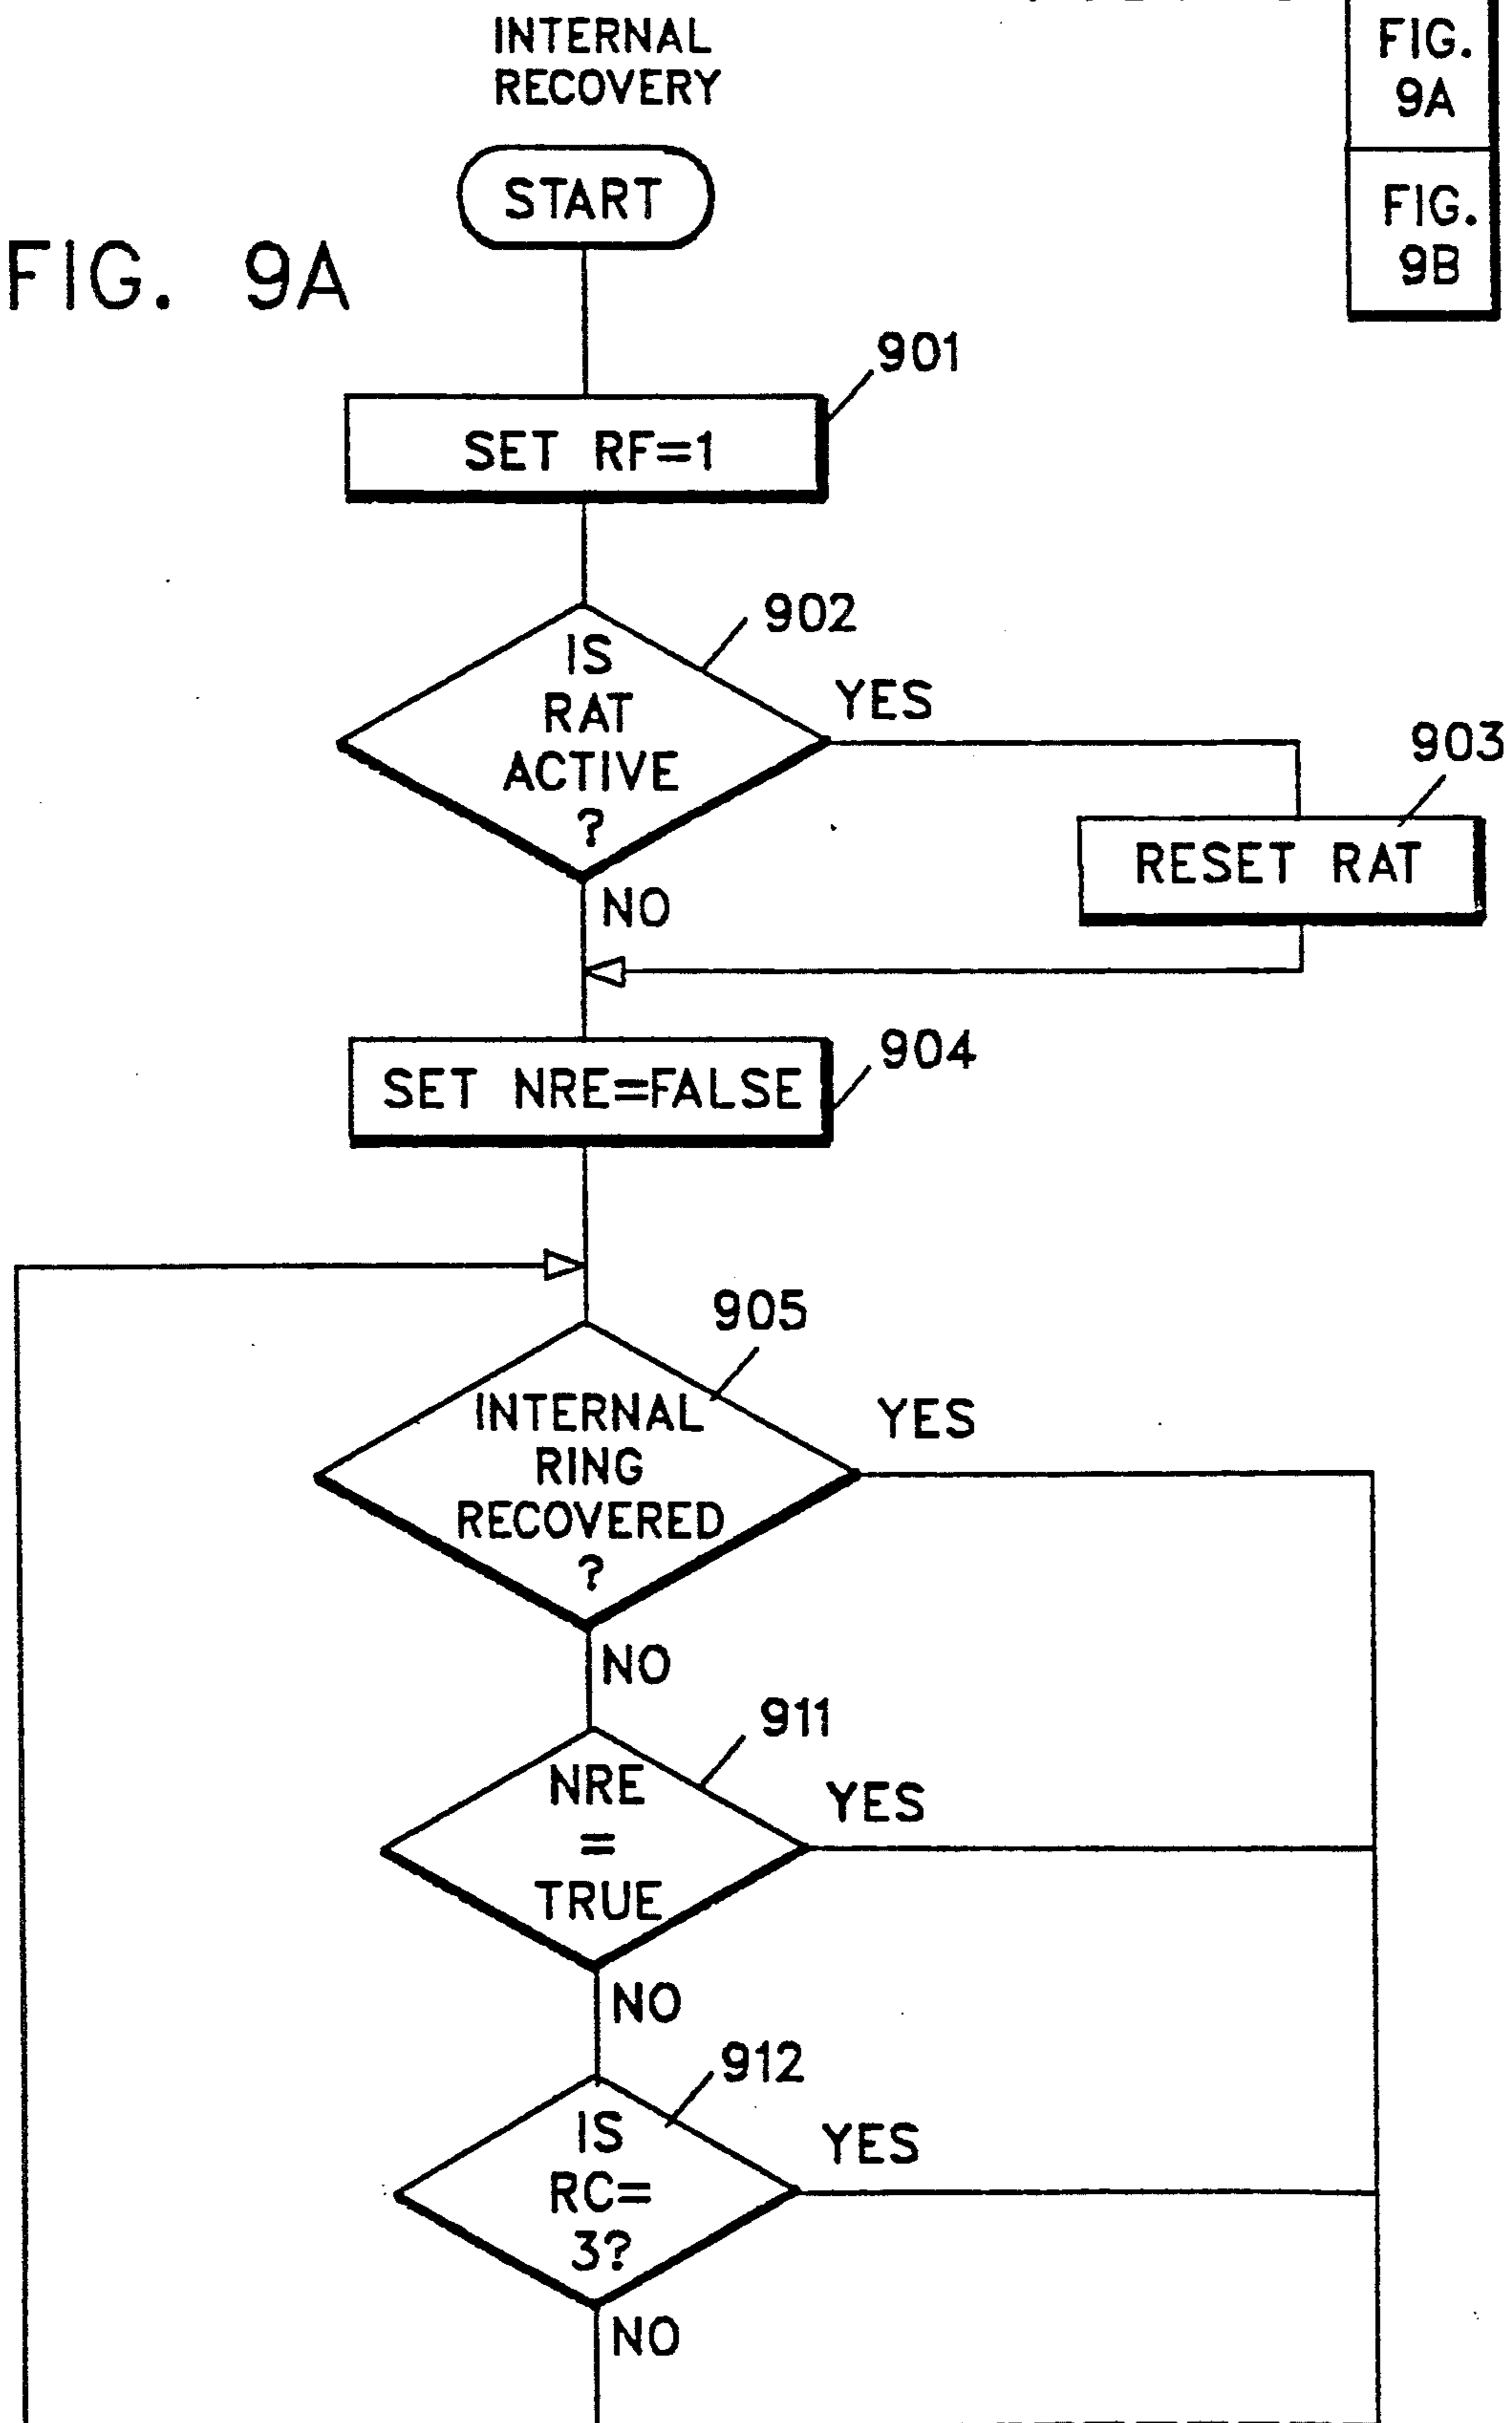 INTERNAL
RECOVERY
FIG.
9A
START
FIG.
9B
FIG. 9A
901
SET RF=1
902
IS
RAT
ACTIVE
?
YES
903
RESET RAT
NO
904
SET NRE=FALSE
905
INTERNAL
RING
RECOVERED
?
YES
NO
911
NRE
=
TRUE
YES
NO
912
IS
RC=
3?
YES
NO